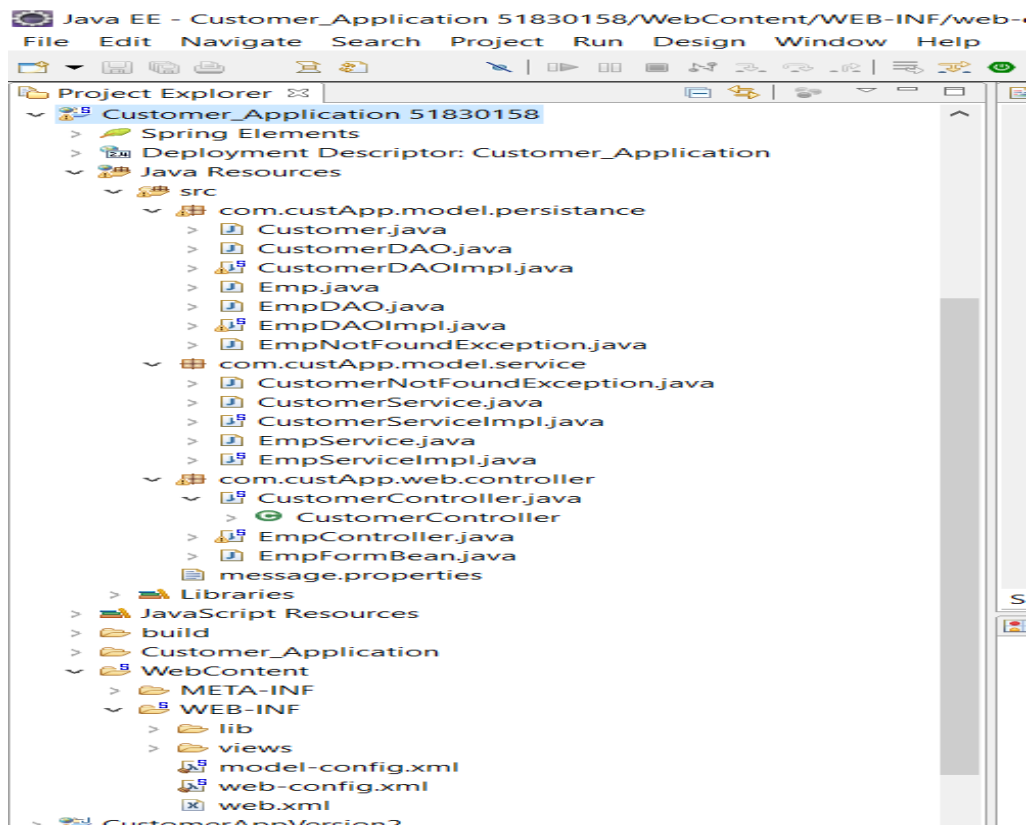 Java EE - Customer_Application 51830158/WebContent/WEB-INF/web-
File Edit Navigate Search Project Run Design Window Help
Project Explorer
Customer_Application 51830158
Spring Elements
Deployment Descriptor: Customer_Application
Java Resources
src
com.custApp.model.persistance
Customer.java
CustomerDAO.java
CustomerDAOImpl.java
Emp.java
EmpDAO.java
EmpDAOImpl.java
EmpNotFoundException.java
com.custApp.model.service
CustomerNotFoundException.java
CustomerService.java
CustomerServiceImpl.java
EmpService.java
EmpServiceImpl.java
com.custApp.web.controller
CustomerController.java
CustomerController
EmpController.java
EmpFormBean.java
message.properties
Libraries
JavaScript Resources
build
Customer_Application
WebContent
META-INF
WEB-INF
lib
views
model-config.xml
web-config.xml
web.xml
CustomerAppVersion2